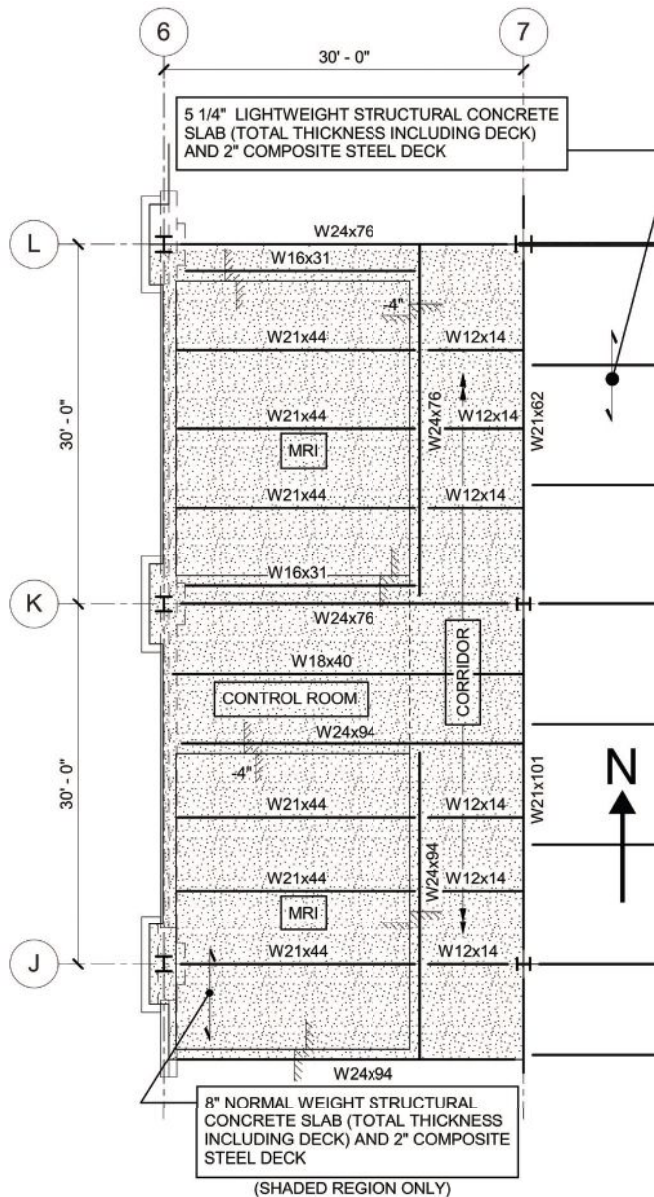 6
7
30' - 0"
5 1/4" LIGHTWEIGHT STRUCTURAL CONCRETE
SLAB (TOTAL THICKNESS INCLUDING DECK)
AND 2" COMPOSITE STEEL DECK
L
W24x76
W16x31
-4"
W21x44
W12x14
W24x76
W21x62
W21x44
W12x14
MRI
W21x44
W12x14
30' - 0"
W16x31
K
W24x76
W18x40
CORRIDOR
CONTROL ROOM
W24x94
-4"
N
30' - 0"
W21x44
W12x14
W21x101
W24x94
W21x44
W12x14
MRI
J
W21x44
W12x14
W24x94
8" NORMAL WEIGHT STRUCTURAL
CONCRETE SLAB (TOTAL THICKNESS
INCLUDING DECK) AND 2" COMPOSITE
STEEL DECK
(SHADED REGION ONLY)